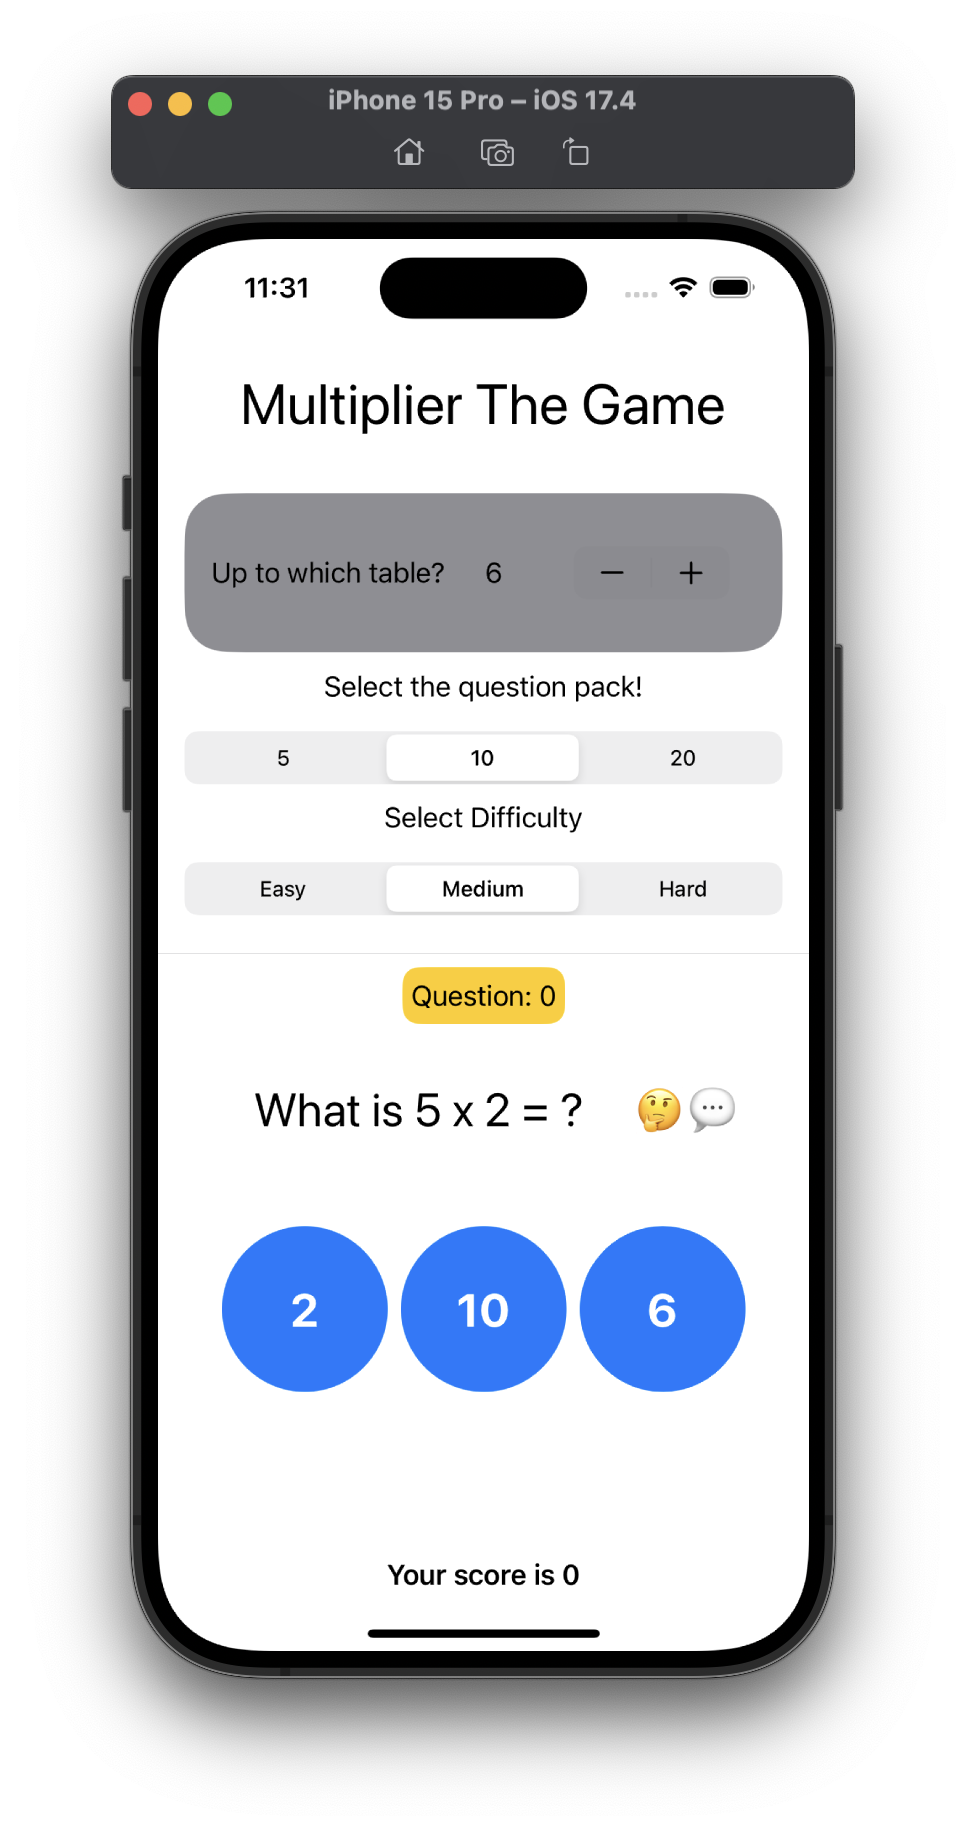 iPhone 15 Pro – iOS 17.4
11:31
Multiplier The Game
Up to which table? 6 − +
Select the question pack!
5 10 20
Select Difficulty
Easy Medium Hard
Question: 0
What is 5 x 2 = ? 🤔💬
2 10 6
Your score is 0